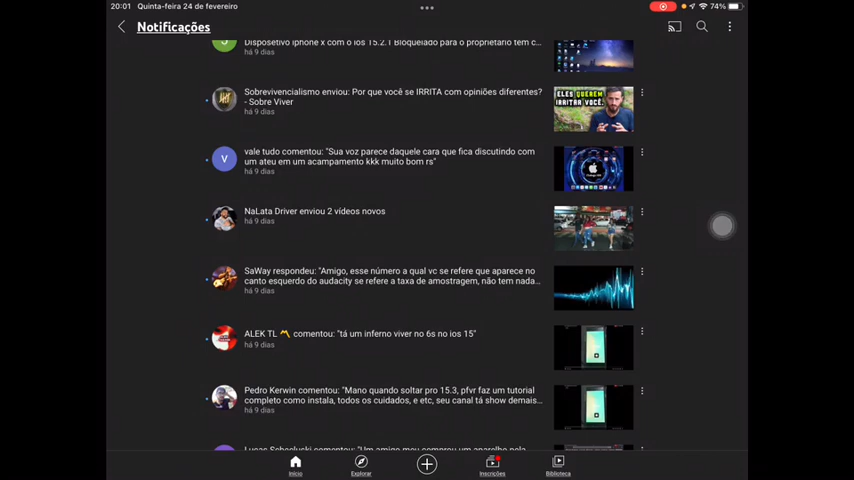 20:01 Quinta-feira 24 de fevereiro
74%
Notificações
Disposetivo iphone x com o Ios 15.2.1 Bloqueado para o proprietario tem c...
há 9 dias
Sobrevivencialismo enviou: Por que você se IRRITA com opiniões diferentes?
- Sobre Viver
há 9 dias
ELES QUEREM
IRRITAR VOCÊ.
V
vale tudo comentou: "Sua voz parece daquele cara que fica discutindo com
um ateu em um acampamento kkk muito bom rs"
há 9 dias
NaLata Driver enviou 2 vídeos novos
há 9 dias
SaWay respondeu: "Amigo, esse número a qual vc se refere que aparece no
canto esquerdo do audacity se refere a taxa de amostragem, não tem nada...
há 9 dias
ALEK TL 〽️ comentou: "tá um inferno viver no 6s no ios 15"
há 9 dias
Pedro Kerwin comentou: "Mano quando soltar pro 15.3, pfvr faz um tutorial
completo como instala, todos os cuidados, e etc, seu canal tá show demais...
há 9 dias
Início
Explorar
Inscrições
Biblioteca